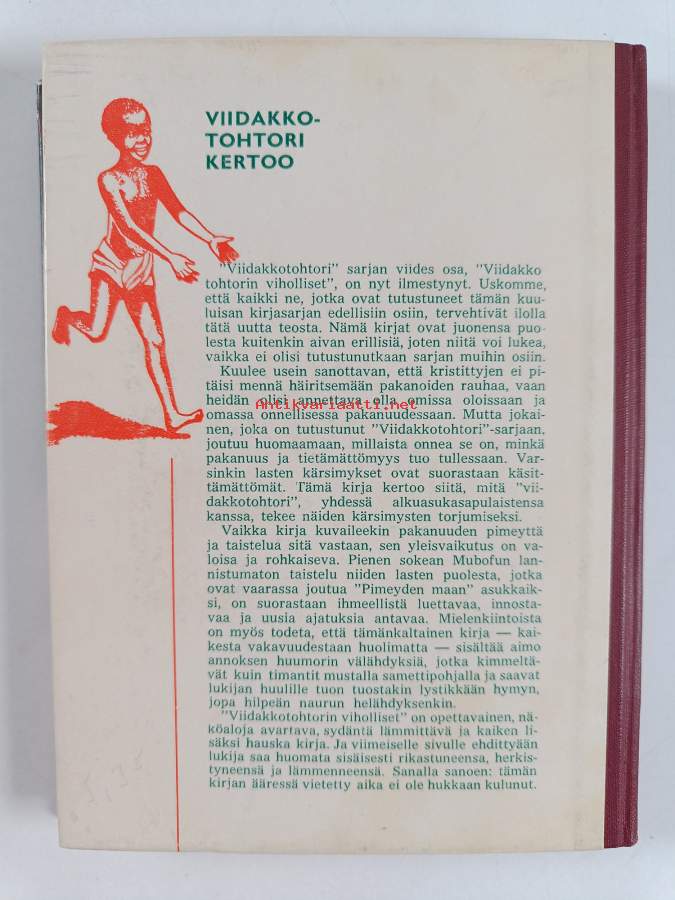 VIIDAKKO-
TOHTORI
KERTOO
"Viidakkotohtori" sarjan viides osa, "Viidakko
tohtorin viholliset", on nyt ilmestynyt. Uskomme,
että kaikki ne, jotka ovat tutustuneet tämän kuu-
luisan kirjasarjan edellisiin osiin, tervehtivät ilolla
tätä uutta teosta. Nämä kirjat ovat juonensa puo-
lesta kuitenkin aivan erillisiä, joten niitä voi lukea,
vaikka ei olisi tutustunutkaan sarjan muihin osiin.
Kuulee usein sanottavan, että kristittyjen ei pi-
täisi mennä häiritsemään pakanoiden rauhaa, vaan
heidän olisi annettava olla omissa oloissaan ja
Antikvariaatti.net
omassa onnellisessa pakanuudessaan. Mutta jokai-
nen, joka on tutustunut "Viidakkotohtori"-sarjaan,
joutuu huomaamaan, millaista onnea se on, minkä
pakanuus ja tietämättömyys tuo tullessaan. Var-
sinkin lasten kärsimykset ovat suorastaan käsit-
tämättömät. Tämä kirja kertoo siitä, mitä "vii-
dakkotohtori", yhdessä alkuasukasapulaistensa
kanssa, tekee näiden kärsimysten torjumiseksi.
Vaikka kirja kuvaileekin pakanuuden pimeyttä
ja taistelua sitä vastaan, sen yleisvaikutus on va-
loisa ja rohkaiseva. Pienen sokean Mubofun lan-
nistumaton taistelu niiden lasten puolesta, jotka
ovat vaarassa joutua "Pimeyden maan" asukkaik-
si, on suorastaan ihmeellistä luettavaa, innosta-
vaa ja uusia ajatuksia antavaa. Mielenkiintoista
on myös todeta, että tämänkaltainen kirja — kai-
kesta vakavuudestaan huolimatta — sisältää aimo
annoksen huumorin välähdyksiä, jotka kimmeltä-
vät kuin timantit mustalla samettipohjalla ja saavat
lukijan huulille tuon tuostakin lystikkään hymyn,
jopa hilpeän naurun helähdyksenkin.
"Viidakkotohtorin viholliset" on opettavainen, nä-
köaloja avartava, sydäntä lämmittävä ja kaiken li-
säksi hauska kirja. Ja viimeiselle sivulle ehdittyään
lukija saa huomata sisäisesti rikastuneensa, herkis-
tyneensä ja lämmenneensä. Sanalla sanoen: tämän
kirjan ääressä vietetty aika ei ole hukkaan kulunut.